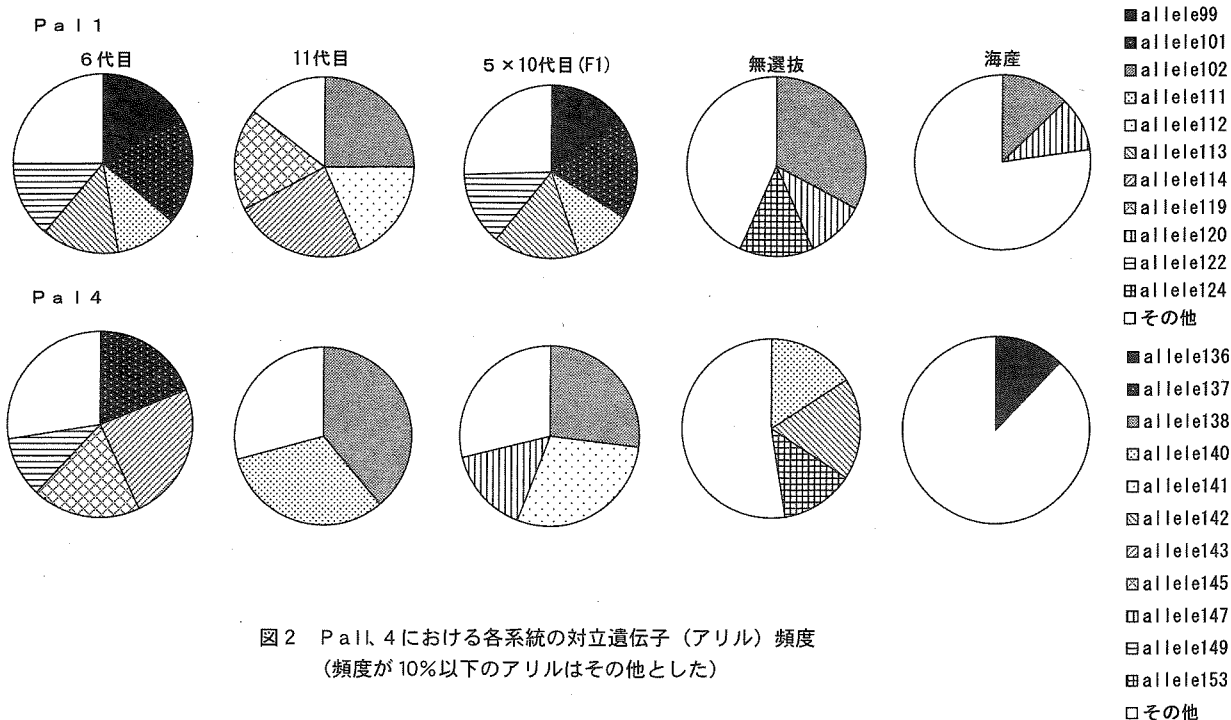 Pal1
6代目
11代目
5×10代目(F1)
無選抜
海産
Pal4
■allele99
■allele101
allele102
allele111
allele112
allele113
allele114
allele119
allele120
allele122
allele124
□その他
■allele136
■allele137
allele138
allele140
allele141
allele142
allele143
allele145
allele147
allele149
allele153
□その他
図2 Pal1、4における各系統の対立遺伝子（アリル）頻度
（頻度が10%以下のアリルはその他とした）